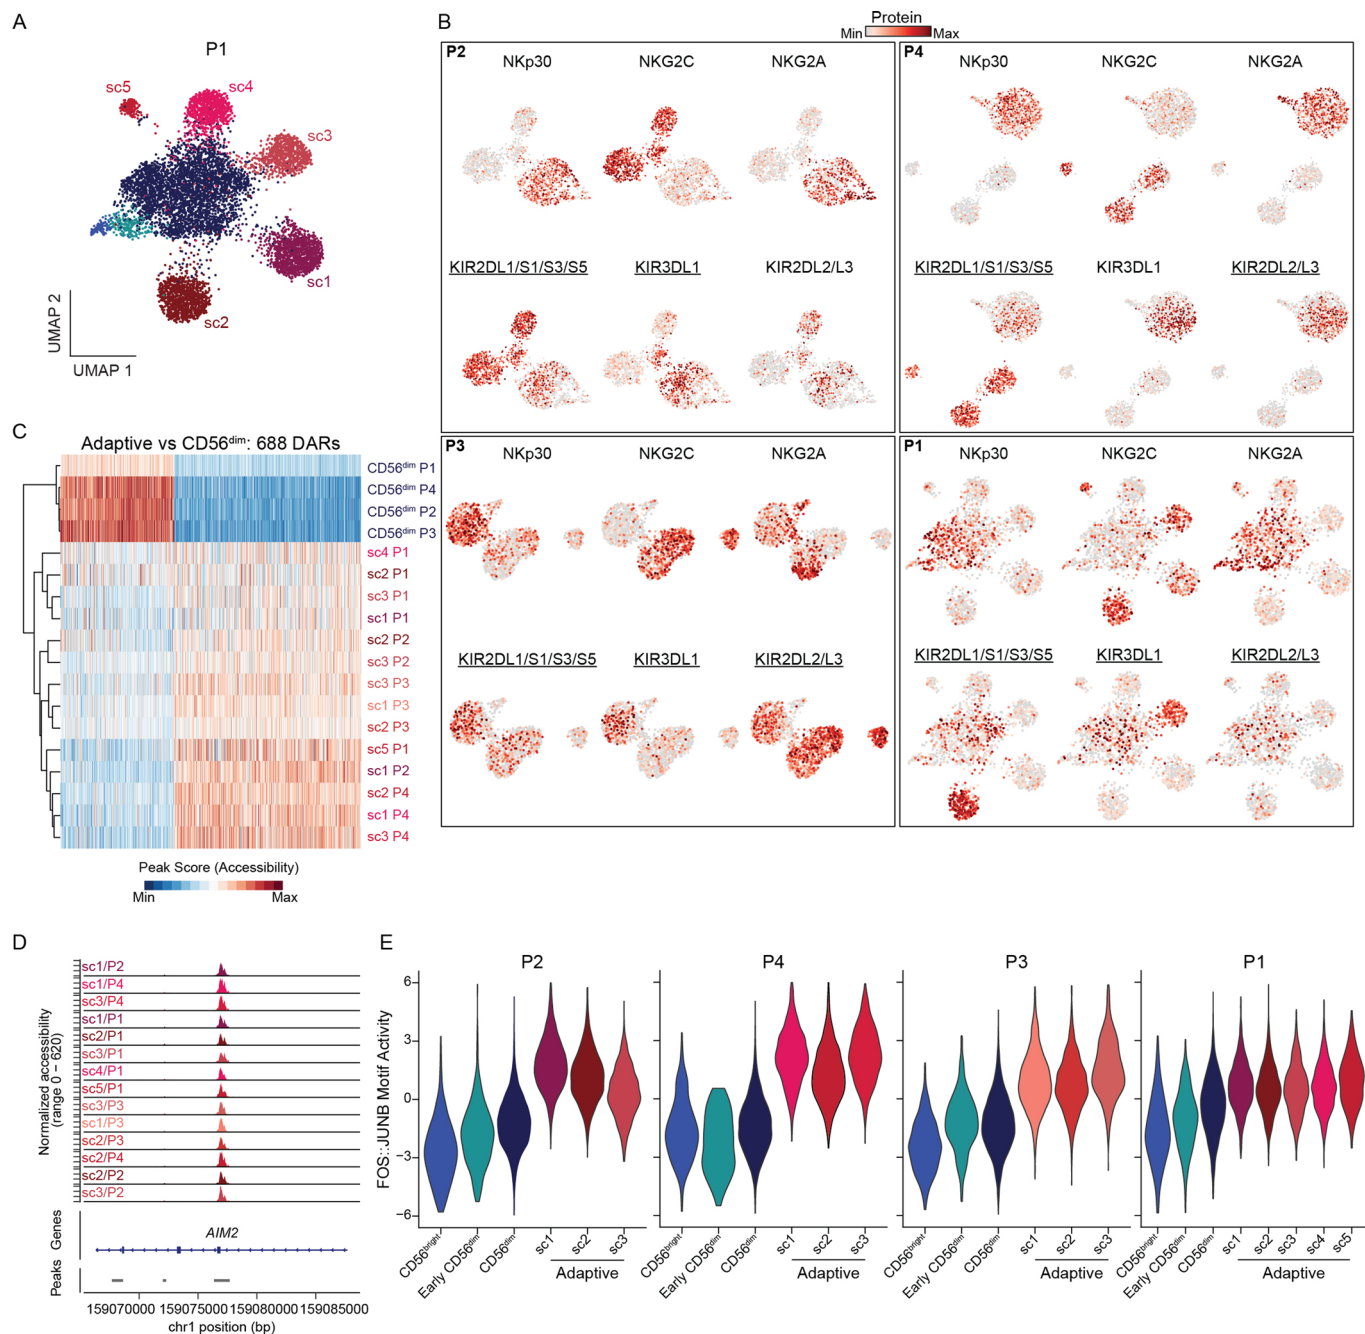 A
P1
sc5
sc4
sc3
sc1
sc2
UMAP 2
UMAP 1
B
Protein
Min
Max
P2
NKp30
NKG2C
NKG2A
KIR2DL1/S1/S3/S5
KIR3DL1
KIR2DL2/L3
P4
NKp30
NKG2C
NKG2A
KIR2DL1/S1/S3/S5
KIR3DL1
KIR2DL2/L3
P3
NKp30
NKG2C
NKG2A
KIR2DL1/S1/S3/S5
KIR3DL1
KIR2DL2/L3
P1
NKp30
NKG2C
NKG2A
KIR2DL1/S1/S3/S5
KIR3DL1
KIR2DL2/L3
C
Adaptive vs CD56dim: 688 DARs
CD56dim P1
CD56dim P4
CD56dim P2
CD56dim P3
sc4 P1
sc2 P1
sc3 P1
sc1 P1
sc2 P2
sc3 P2
sc3 P3
sc1 P3
sc2 P3
sc5 P1
sc1 P2
sc2 P4
sc1 P4
sc3 P4
Peak Score (Accessibility)
Min
Max
D
Normalized accessibility
(range 0 – 620)
sc1/P2
sc1/P4
sc3/P4
sc1/P1
sc2/P1
sc3/P1
sc4/P1
sc5/P1
sc3/P3
sc1/P3
sc2/P3
sc2/P4
sc2/P2
sc3/P2
Genes
AIM2
Peaks
159070000 159075000 159080000 159085000
chr1 position (bp)
E
FOS::JUNB Motif Activity
6
3
0
−3
−6
P2
CD56bright
Early CD56dim
CD56dim
sc1
sc2
sc3
Adaptive
P4
CD56bright
Early CD56dim
CD56dim
sc1
sc2
sc3
Adaptive
P3
CD56bright
Early CD56dim
CD56dim
sc1
sc2
sc3
Adaptive
P1
CD56bright
Early CD56dim
CD56dim
sc1
sc2
sc3
sc4
sc5
Adaptive